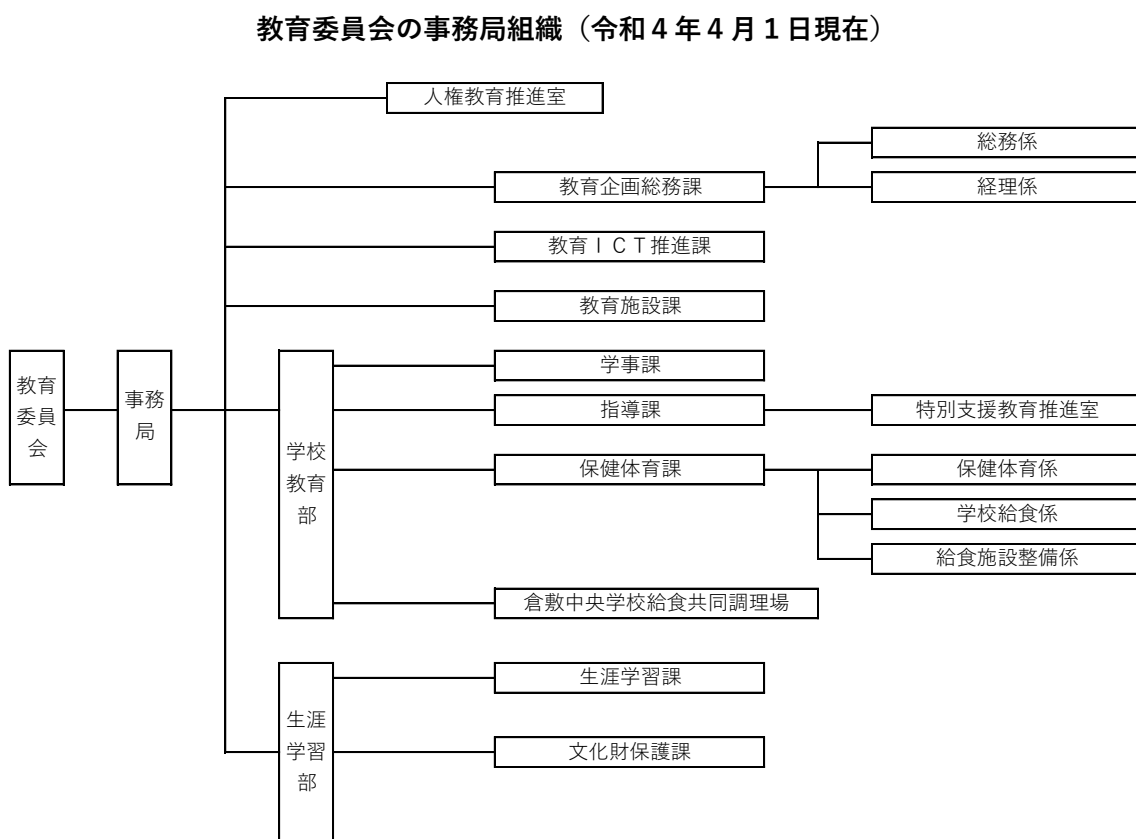 教育委員会の事務局組織（令和４年４月１日現在）
人権教育推進室
総務係
教育企画総務課
経理係
教育ＩＣＴ推進課
教育施設課
教育
委員
会
事務
局
学校
教育
部
学事課
指導課
特別支援教育推進室
保健体育課
保健体育係
学校給食係
給食施設整備係
倉敷中央学校給食共同調理場
生涯
学習
部
生涯学習課
文化財保護課